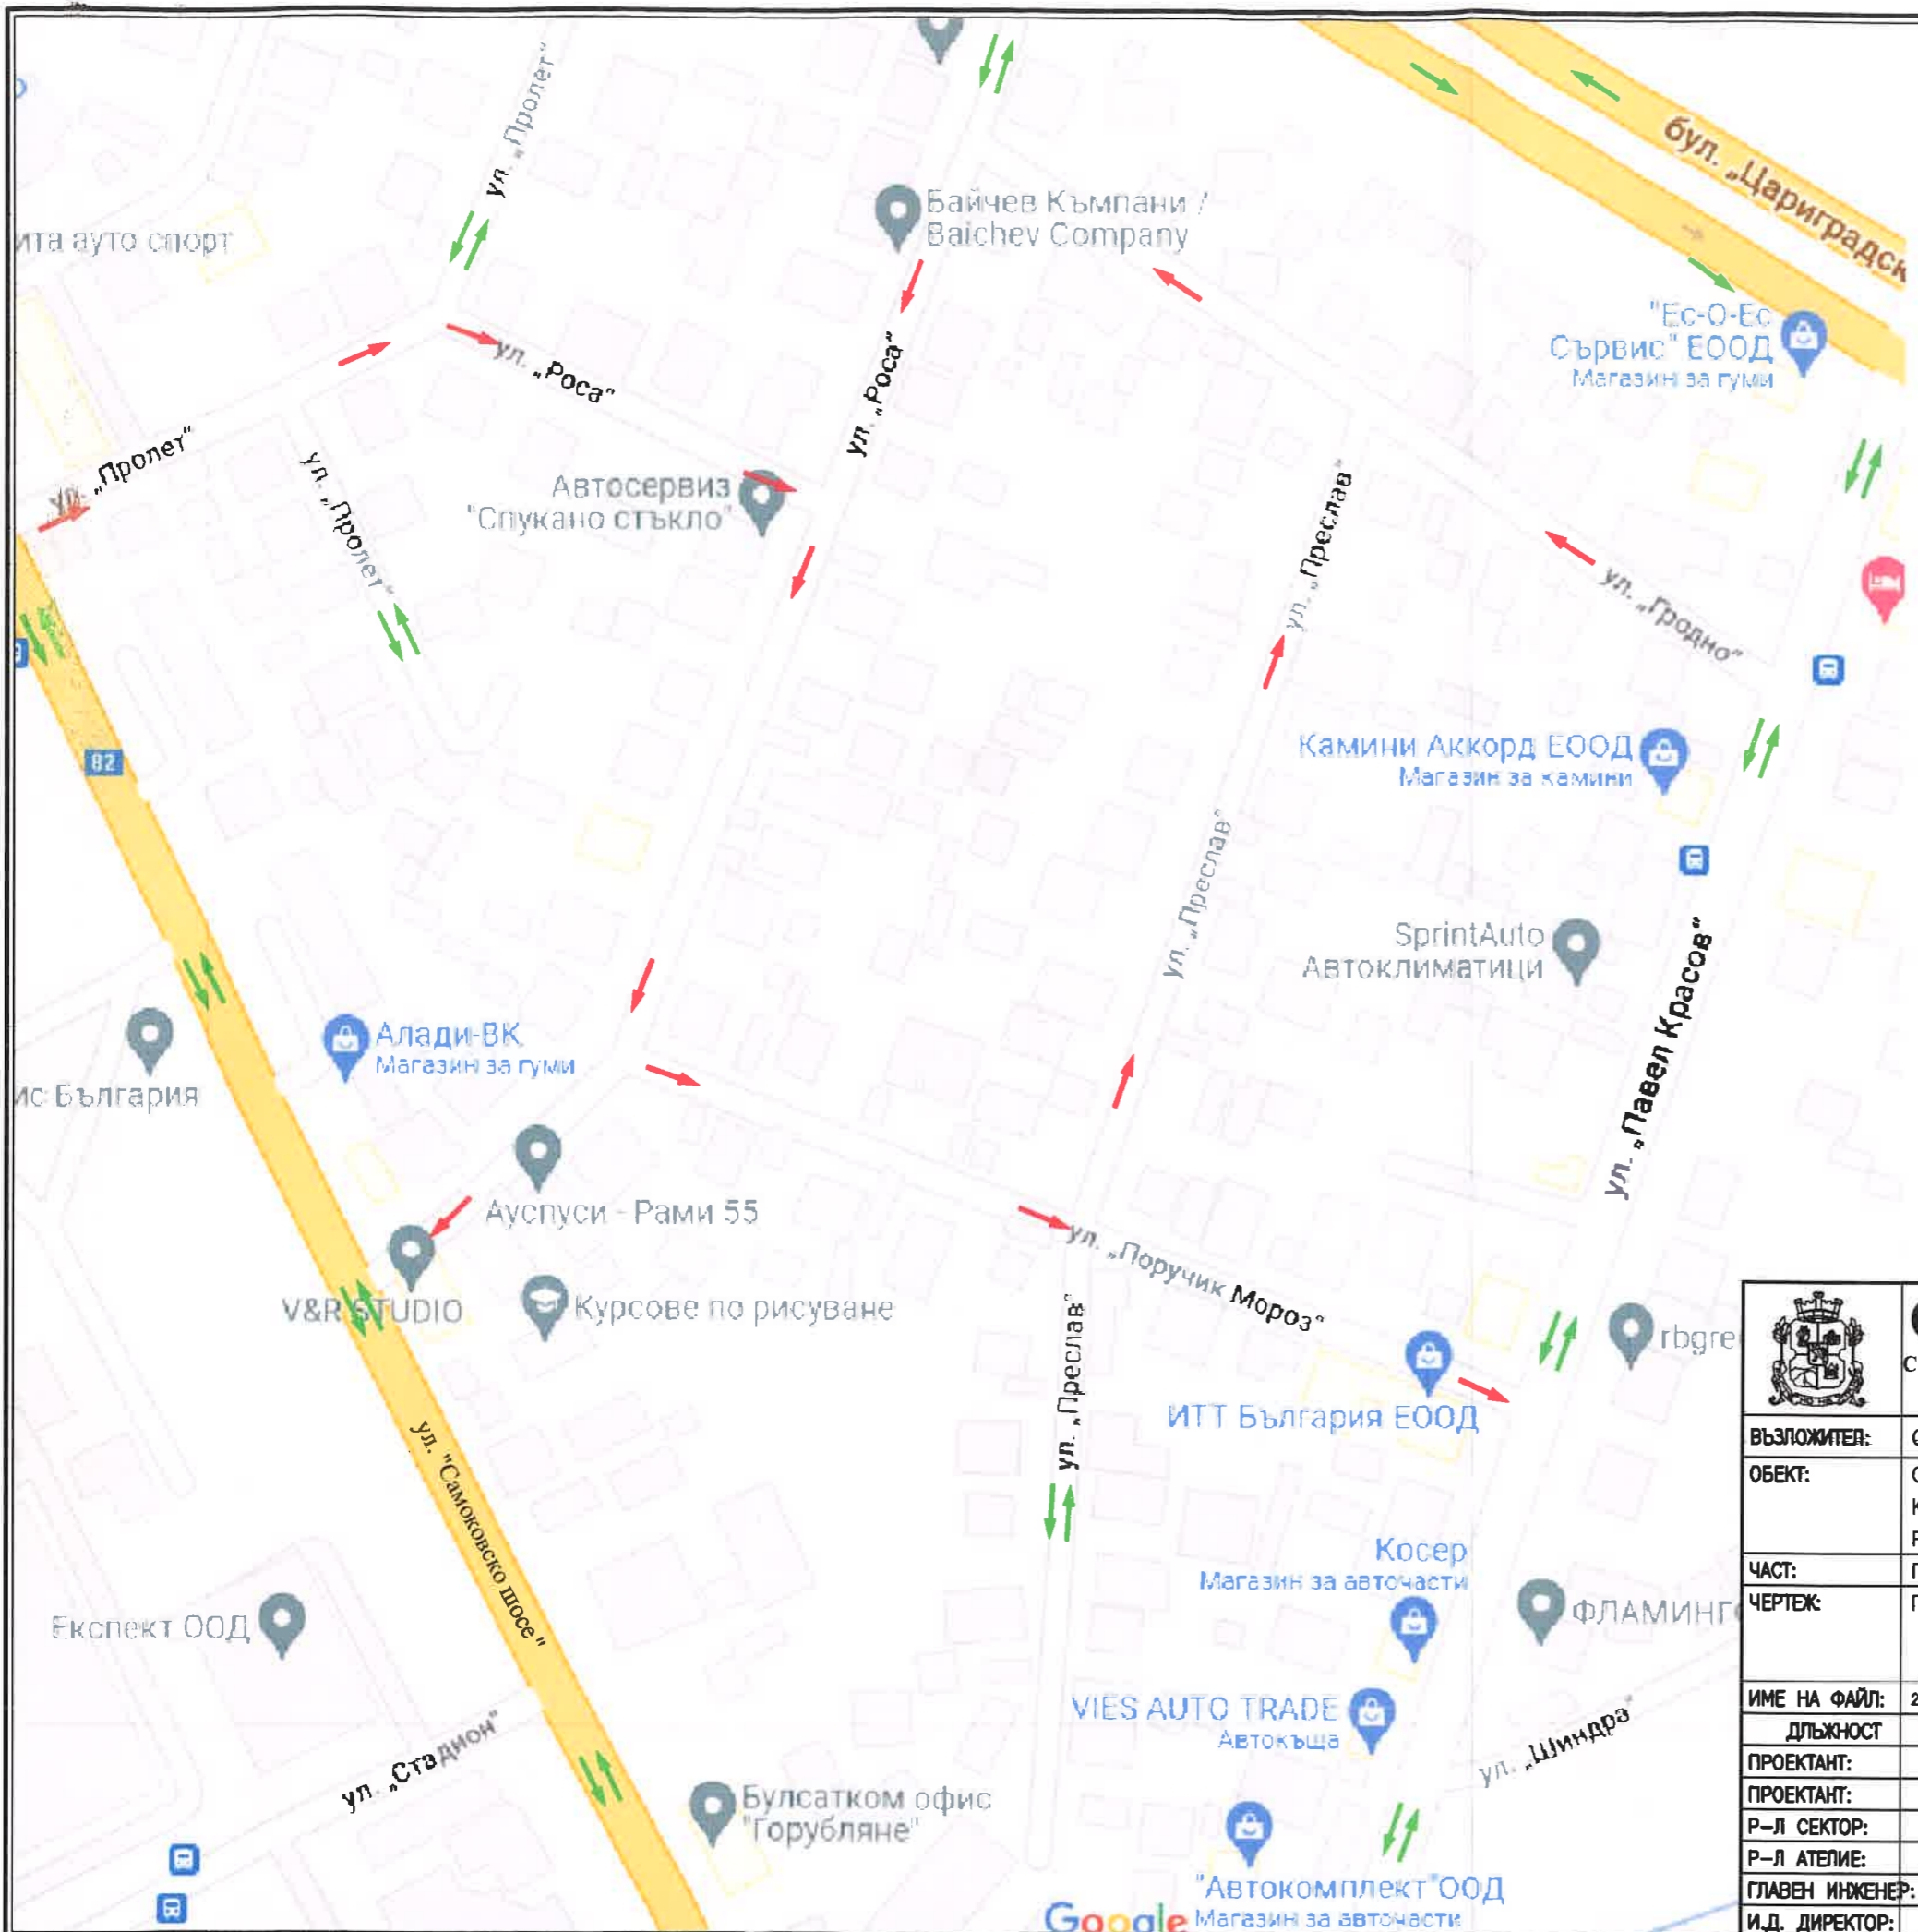 ул. „Пролет“
бул. „Цариградск
Байчев Къмпани /
Baichev Company
ита ауто спорт
"Ес-О-Ес
Сървис" ЕООД
Магазин за гуми
ул. „Роса“
ул. „Роса“
ул. „Пролет“
ул. „Пролет“
Автосервиз
"Спукано стъкло"
ул. „Преслав“
ул. „Гродно“
82
Камини Аккорд ЕООД
Магазин за камини
ул. „Преслав“
SprintAuto
Автоклиматици
ул. „Павел Красов“
Алади-ВК
Магазин за гуми
ис България
Ауспуси - Рами 55
ул. „Поручик Мороз“
V&R STUDIO
Курсове по рисуване
rbgre
ул. „Преслав“
ИТТ България ЕООД
ул. "Самоковско шосе"
Косер
Магазин за авточасти
Експект ООД
ФЛАМИНГО
VIES AUTO TRADE
Автокъща
ул. „Шиндра“
ул. „Стадион“
Булсатком офис
"Горубляне"
"Автокомплект"ООД
Магазин за авточасти
Google
ВЪЗЛОЖИТЕЛ:
ОБЕКТ:
ЧАСТ:
ЧЕРТЕЖ:
ИМЕ НА ФАЙЛ: 2
ДЛЪЖНОСТ
ПРОЕКТАНТ:
ПРОЕКТАНТ:
Р-Л СЕКТОР:
Р-Л АТЕЛИЕ:
ГЛАВЕН ИНЖЕНЕР:
И.Д. ДИРЕКТОР: